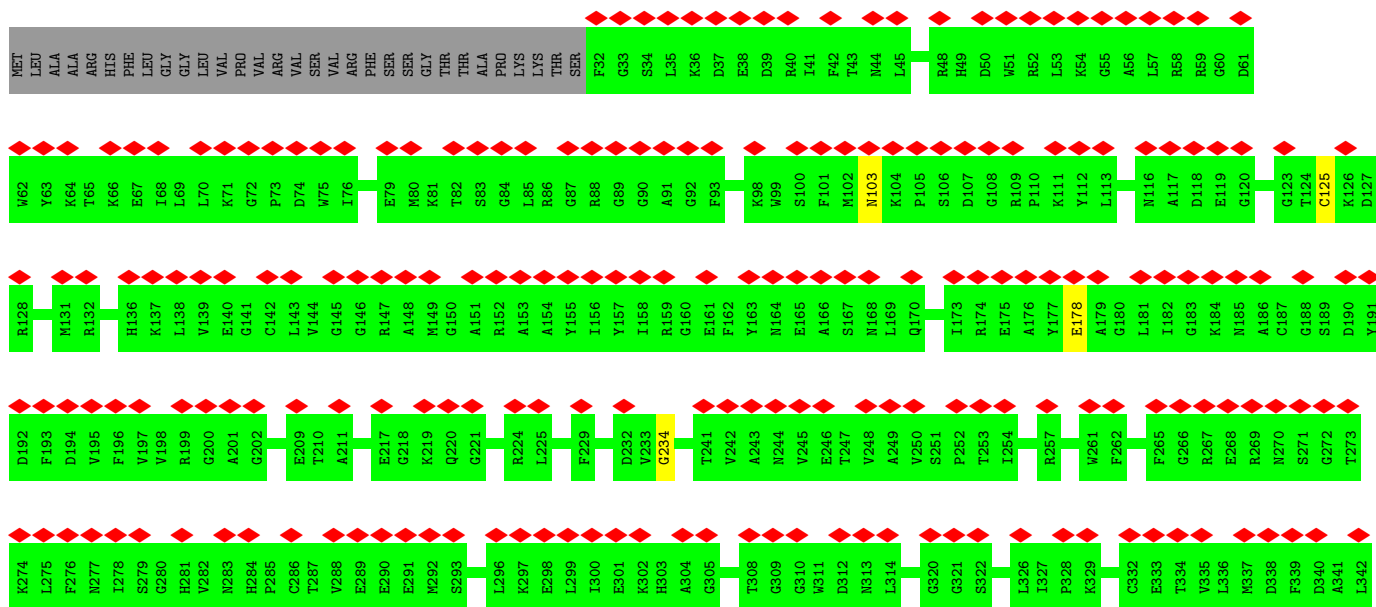 MET LEU ALA ALA ARG HIS PHE LEU GLY GLY LEU VAL PRO VAL ARG VAL SER VAL ARG PHE SER SER GLY THR THR ALA PRO LYS LYS THR SER F32 G33 S34 L35 K36 D37 E38 D39 R40 I41 F42 T43 N44 L45 R48 H49 D50 W51 R52 L53 K54 G55 A56 L57 R58 R59 G60 D61
W62 Y63 K64 T65 K66 E67 I68 L69 L70 K71 G72 P73 D74 W75 I76 E79 M80 K81 T82 S83 G84 L85 R86 G87 R88 G89 G90 A91 G92 F93 K98 W99 S100 F101 M102 N103 K104 P105 S106 D107 G108 R109 P110 K111 Y112 L113 N116 A117 D118 E119 G120 G123 T124 C125 K126 D127
R128 M131 R132 H136 K137 L138 V139 E140 G141 C142 L143 V144 G145 G146 R147 A148 M149 G150 A151 R152 A153 A154 Y155 I156 Y157 I158 R159 G160 E161 F162 Y163 N164 E165 A166 S167 N168 L169 Q170 I173 R174 E175 A176 Y177 E178 A179 G180 L181 I182 G183 K184 N185 A186 C187 G188 S189 D190 Y191
D192 F193 D194 V195 F196 V197 V198 R199 G200 A201 G202 E209 T210 A211 E217 G218 K219 Q220 G221 R224 L225 F229 D232 V233 G234 T241 V242 A243 N244 V245 E246 T247 V248 A249 V250 S251 P252 T253 I254 R257 W261 F262 F265 G266 R267 E268 R269 N270 S271 G272 T273
K274 L275 F276 N277 I278 S279 G280 H281 V282 N283 H284 P285 C286 T287 V288 E289 E290 E291 M292 S293 L296 K297 E298 L299 I300 E301 K302 H303 A304 G305 T308 G309 G310 W311 D312 N313 L314 G320 G321 S322 L326 I327 P328 K329 C332 E333 T334 V335 L336 M337 D338 F339 D340 A341 L342